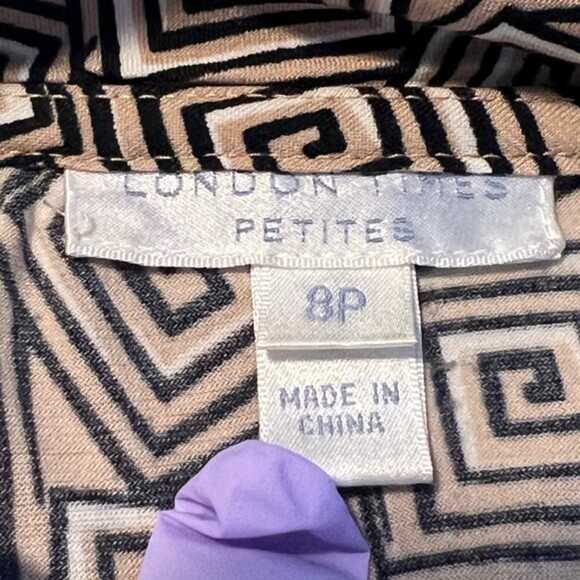 LONDON TIMES
PETITES
8P
MADE IN
CHINA